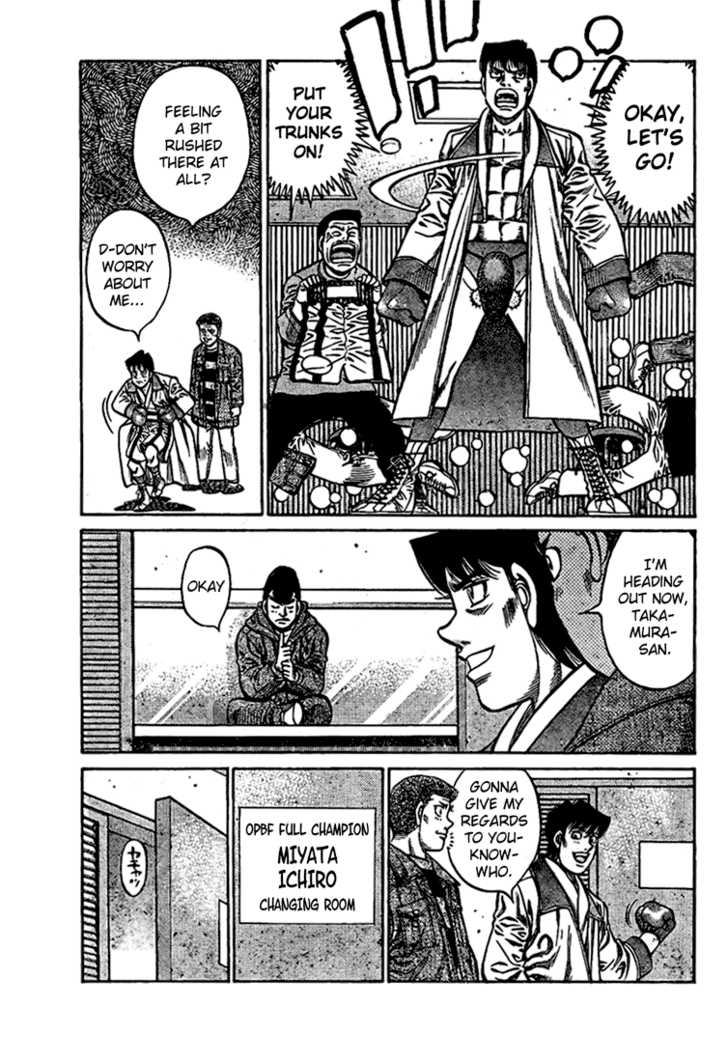 OKAY,
LET'S
GO!
PUT
YOUR
TRUNKS
ON!
FEELING
A BIT
RUSHED
THERE AT
ALL?
D-DON'T
WORRY
ABOUT
ME...
I'M
HEADING
OUT NOW,
TAKA-
MURA-
SAN.
OKAY
GONNA
GIVE MY
REGARDS
TO YOU-
KNOW-
WHO.
OPBF FULL CHAMPION
MIYATA
ICHIRO
CHANGING ROOM